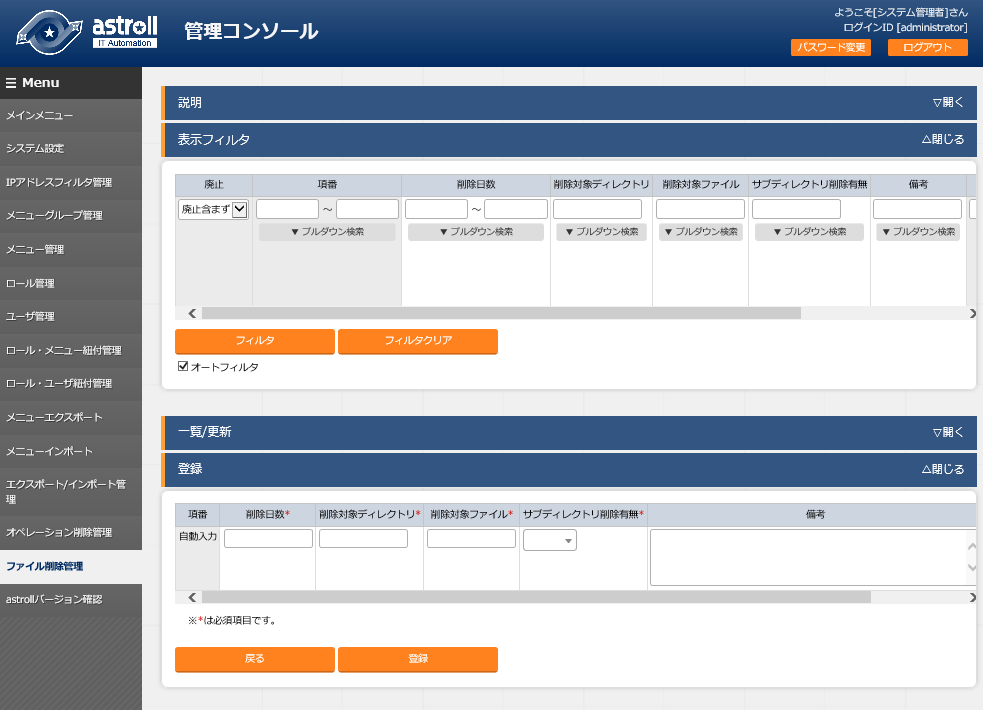 astroll
IT Automation
管理コンソール
ようこそ[システム管理者]さん
ログインID [administrator]
パスワード変更 ログアウト
☰ Menu
メインメニュー
システム設定
IPアドレスフィルタ管理
メニューグループ管理
メニュー管理
ロール管理
ユーザ管理
ロール・メニュー紐付管理
ロール・ユーザ紐付管理
メニューエクスポート
メニューインポート
エクスポート/インポート管
理
オペレーション削除管理
ファイル削除管理
astrollバージョン確認
説明 ▽開く
表示フィルタ △閉じる
廃止 項番 削除日数 削除対象ディレクトリ 削除対象ファイル サブディレクトリ削除有無 備考
廃止含まず ～ ～
▼プルダウン検索 ▼プルダウン検索 ▼プルダウン検索 ▼プルダウン検索 ▼プルダウン検索 ▼プルダウン検索
フィルタ フィルタクリア
オートフィルタ
一覧/更新 ▽開く
登録 △閉じる
項番 削除日数* 削除対象ディレクトリ* 削除対象ファイル* サブディレクトリ削除有無* 備考
自動入力
※*は必須項目です。
戻る 登録